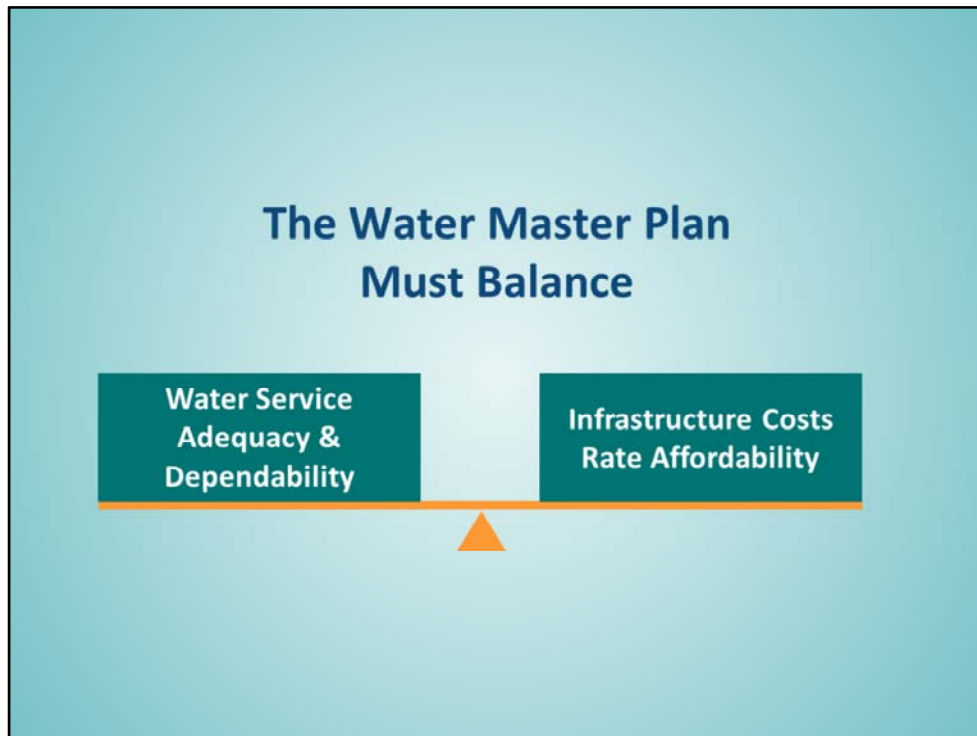 The Water Master Plan
Must Balance
Water Service
Adequacy &
Dependability
Infrastructure Costs
Rate Affordability